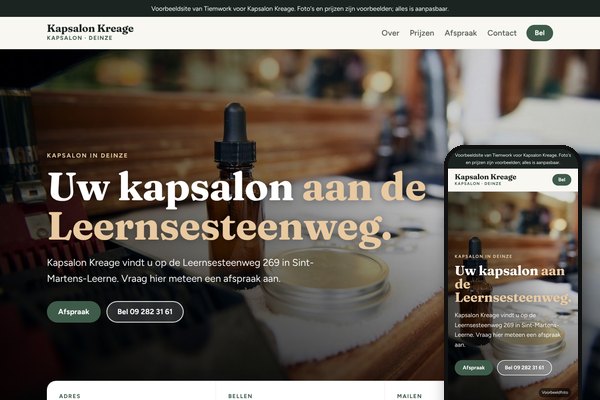 Voorbeeldsite van Tiemwork voor Kapsalon Kreage. Foto's en prijzen zijn voorbeelden; alles is aanpasbaar.
Kapsalon Kreage
KAPSALON · DEINZE
Over Prijzen Afspraak Contact Bel
KAPSALON IN DEINZE
Uw kapsalon aan de
Leernsesteenweg.
Kapsalon Kreage vindt u op de Leernsesteenweg 269 in Sint-
Martens-Leerne. Vraag hier meteen een afspraak aan.
Afspraak Bel 09 282 31 61
ADRES BELLEN MAILEN
Voorbeeldsite van Tiemwork voor Kapsalon Kreage. Foto's
en prijzen zijn voorbeelden; alles is aanpasbaar.
Kapsalon Kreage
KAPSALON · DEINZE
Bel
KAPSALON IN DEINZE
Uw kapsalon aan
de
Leernsesteenweg.
Kapsalon Kreage vindt u op de
Leernsesteenweg 269 in Sint-Martens-
Leerne. Vraag hier meteen een afspraak
aan.
Afspraak Bel 09 282 31 61
Voorbeeldfoto